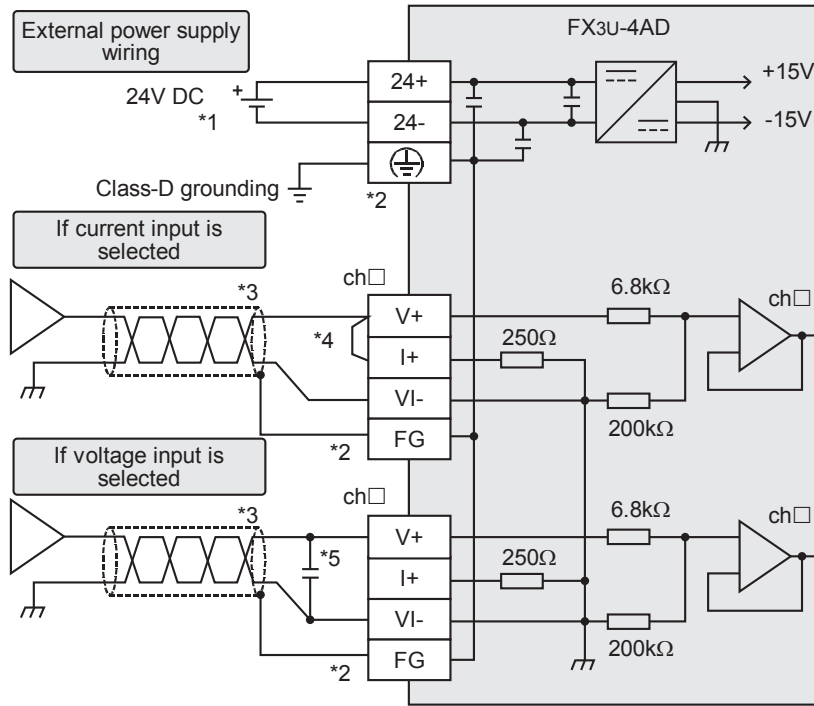 External power supply
wiring
FX3U-4AD
24V DC
+
*1
24+
24-
+15V
-15V
Class-D grounding
*2
If current input is
selected
ch□
*3
*4
V+
I+
VI-
FG
*2
6.8kΩ
250Ω
200kΩ
ch□
If voltage input is
selected
ch□
*3
*5
V+
I+
VI-
FG
*2
6.8kΩ
250Ω
200kΩ
ch□